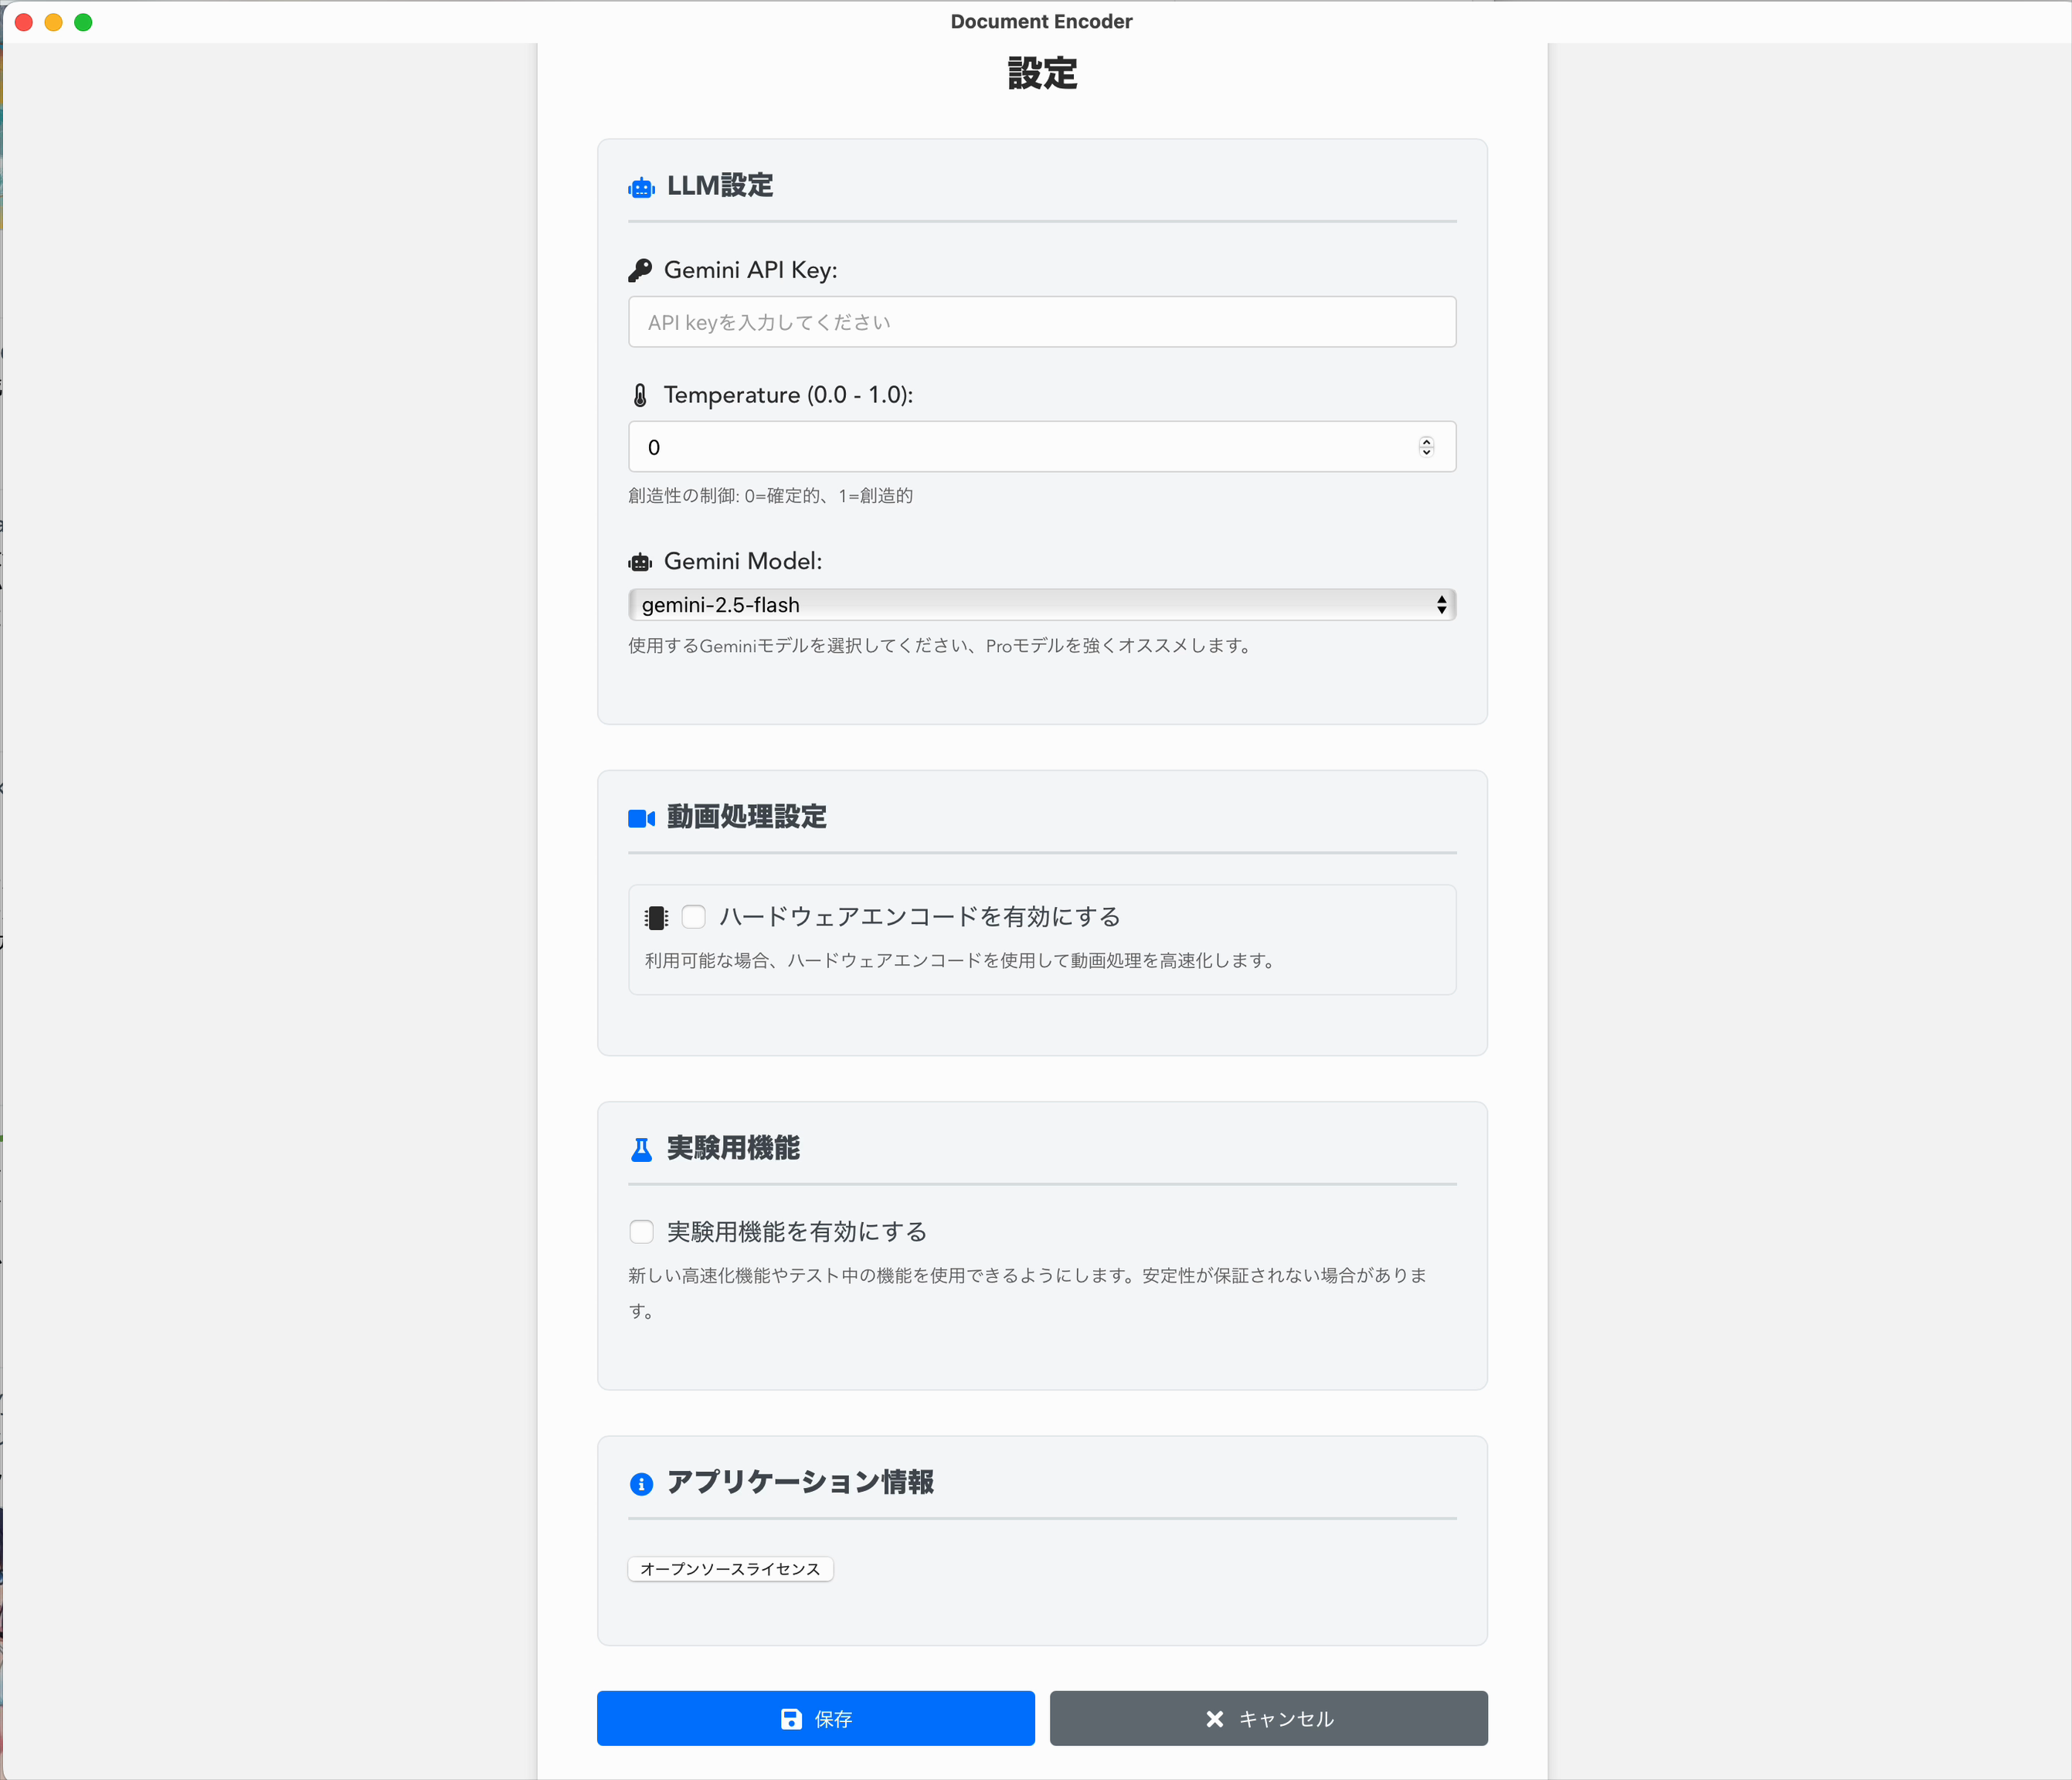 Document Encoder
設定
LLM設定
Gemini API Key:
API keyを入力してください
Temperature (0.0 - 1.0):
0
創造性の制御: 0=確定的、1=創造的
Gemini Model:
gemini-2.5-flash
使用するGeminiモデルを選択してください、Proモデルを強くオススメします。
動画処理設定
ハードウェアエンコードを有効にする
利用可能な場合、ハードウェアエンコードを使用して動画処理を高速化します。
実験用機能
実験用機能を有効にする
新しい高速化機能やテスト中の機能を使用できるようにします。安定性が保証されない場合がありま
す。
アプリケーション情報
オープンソースライセンス
保存
キャンセル